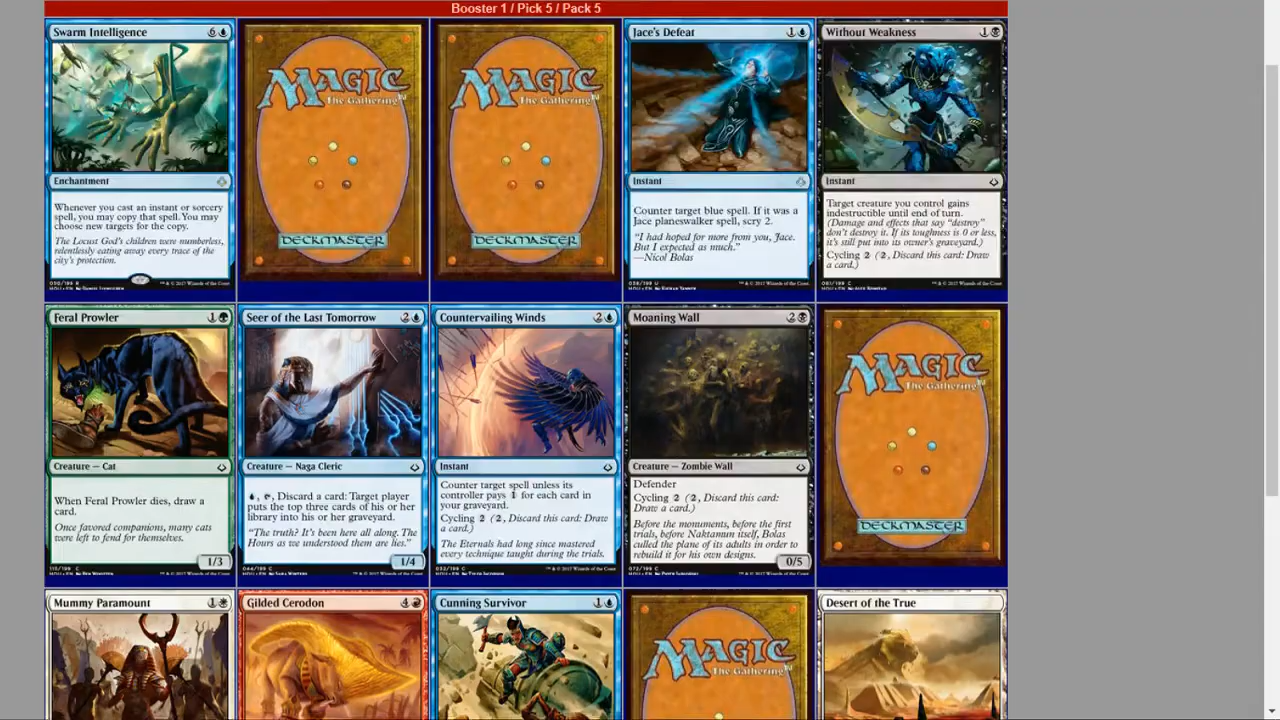 Booster 1 / Pick 5 / Pack 5
Swarm Intelligence 6
Enchantment
Whenever you cast an instant or sorcery
spell, you may copy that spell. You may
choose new targets for the copy.
The Locust God's children were numberless,
relentlessly eating away every trace of the
city's protection.
MAGIC
The Gathering
DECKMASTER
MAGIC
The Gathering
DECKMASTER
Jace's Defeat 1
Instant
Counter target blue spell. If it was a
Jace planeswalker spell, scry 2.
"I had hoped for more from you, Jace.
But I expected as much."
—Nicol Bolas
Without Weakness 1
Instant
Target creature you control gains
indestructible until end of turn.
(Damage and effects that say "destroy"
don't destroy it. If its toughness is 0 or less,
it's still put into its owner's graveyard.)
Cycling 2 (2, Discard this card: Draw
a card.)
Feral Prowler 1
Creature — Cat
When Feral Prowler dies, draw a
card.
Once favored companions, many cats
were left to fend for themselves.
1/3
Seer of the Last Tomorrow 2
Creature — Naga Cleric
, , Discard a card: Target player
puts the top three cards of his or her
library into his or her graveyard.
"The truth? It's been here all along. The
Hours as we understood them are lies."
1/4
Countervailing Winds 2
Instant
Counter target spell unless its
controller pays 1 for each card in
your graveyard.
Cycling 2 (2, Discard this card: Draw
a card.)
The Eternals had long since mastered
every technique taught during the trials.
Moaning Wall 2
Creature — Zombie Wall
Defender
Cycling 2 (2, Discard this card:
Draw a card.)
Before the monuments, before the first
trials, before Naktamun itself, Bolas
culled the plane of its adults in order to
rebuild it for his own designs.
0/5
MAGIC
The Gathering
DECKMASTER
Mummy Paramount 1
Gilded Cerodon 4
Cunning Survivor 1
MAGIC
The Gathering
Desert of the True